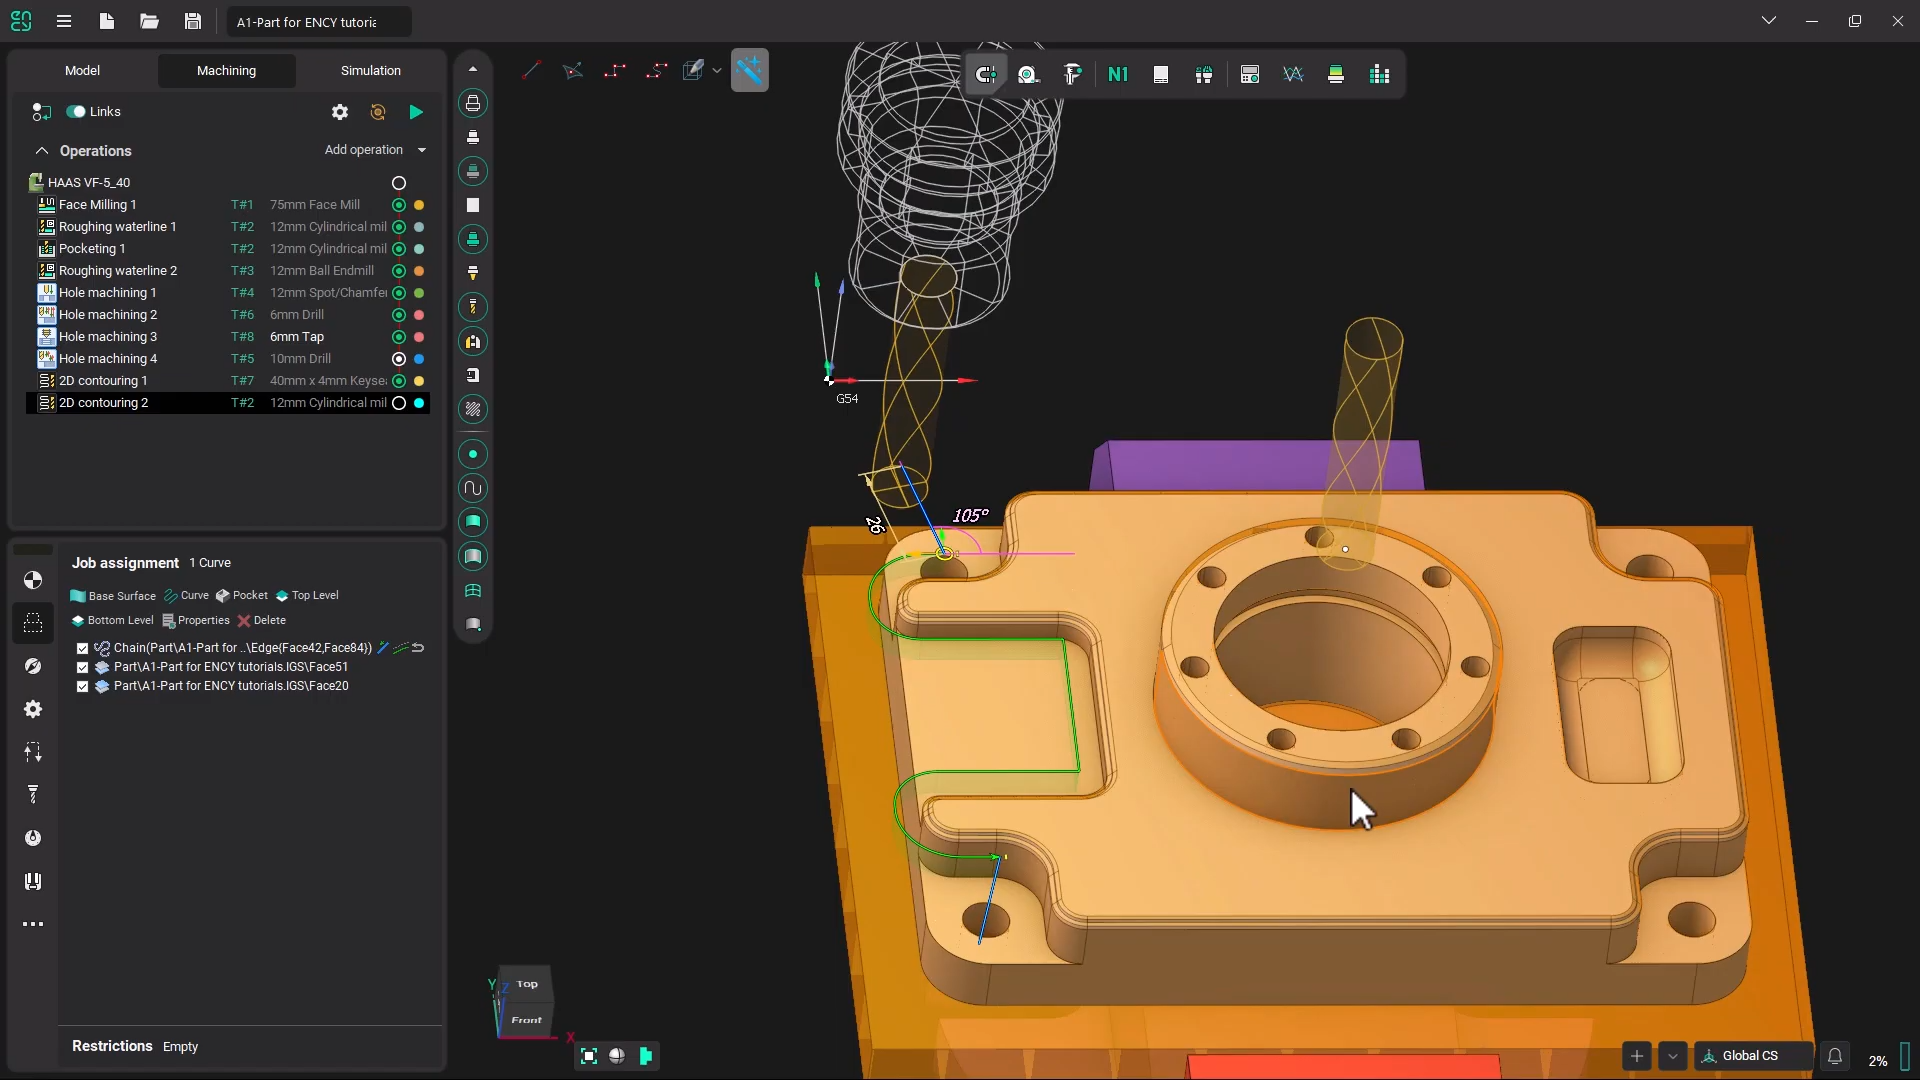 A1-Part for ENCY tutoria
Model
Machining
Simulation
N1
Links
Operations
Add operation
HAAS VF-5_40
Face Milling 1 T#1 75mm Face Mill
Roughing waterline 1 T#2 12mm Cylindrical mil
Pocketing 1 T#2 12mm Cylindrical mil
Roughing waterline 2 T#3 12mm Ball Endmill
Hole machining 1 T#4 12mm Spot/Chamfe
Hole machining 2 T#6 6mm Drill
Hole machining 3 T#8 6mm Tap
Hole machining 4 T#5 10mm Drill
2D contouring 1 T#7 40mm x 4mm Keyse
2D contouring 2 T#2 12mm Cylindrical mil
G54
105°
26
Job assignment 1 Curve
Base Surface Curve Pocket Top Level
Bottom Level Properties Delete
Chain(Part\A1-Part for ..\Edge(Face42,Face84))
Part\A1-Part for ENCY tutorials.IGS\Face51
Part\A1-Part for ENCY tutorials.IGS\Face20
Y Z Top
Front
X
Restrictions Empty
Global CS
2%